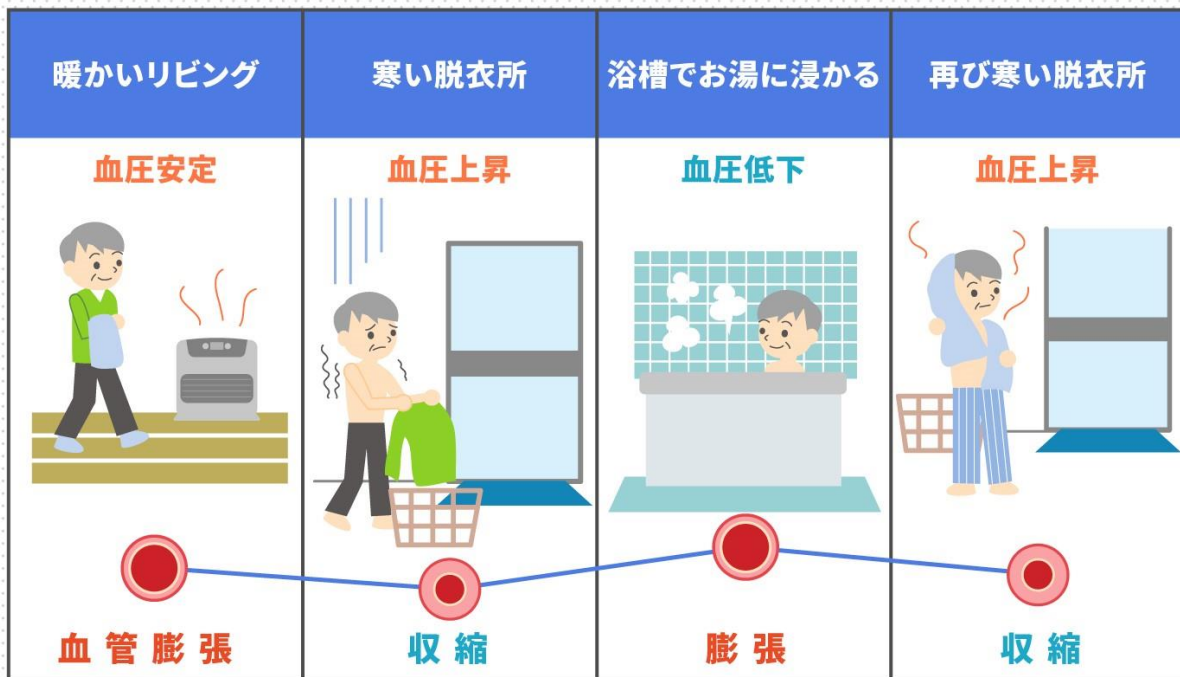 暖かいリビング
寒い脱衣所
浴槽でお湯に浸かる
再び寒い脱衣所
血圧安定
血圧上昇
血圧低下
血圧上昇
血管膨張
収縮
膨張
収縮